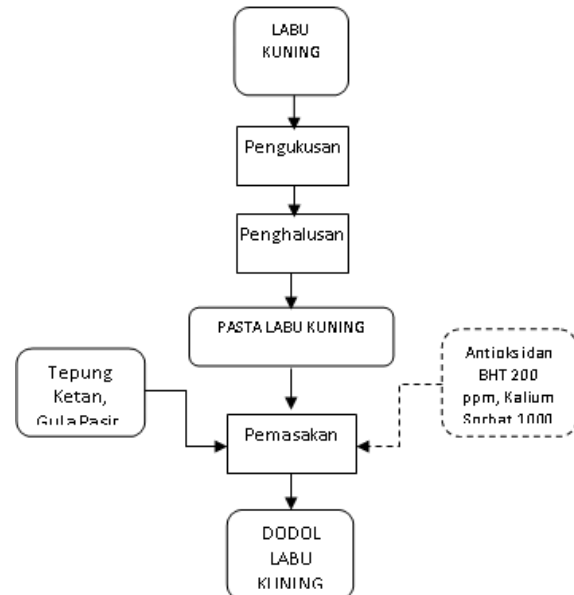 LABU
KUNING
Pengukusan
Penghalusan
PASTA LABU KUNING
Tepung
Ketan,
Gula Pasir
Antioksidan
BHT 200
ppm, Kalium
Sorbat 1000
Pemasakan
DODOL
LABU
KUNING